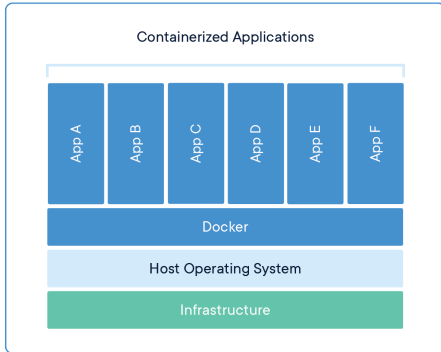 Containerized Applications
App A
App B
App C
App D
App E
App F
Docker
Host Operating System
Infrastructure